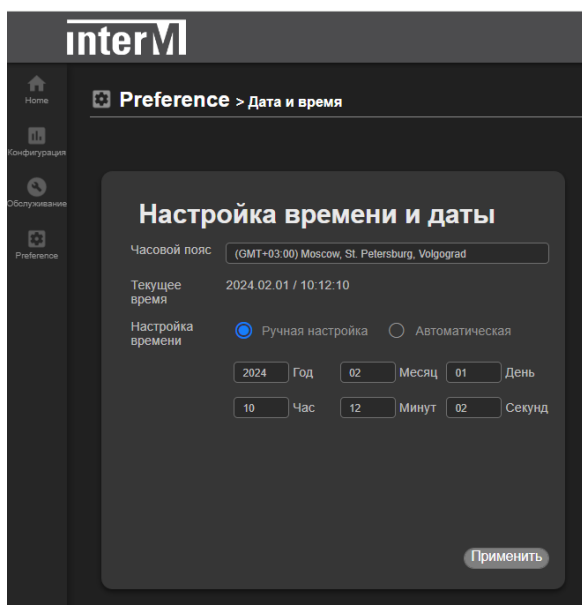 interM
Home
Preference > Дата и время
Конфигурация
Обслуживание
Preference
Настройка времени и даты
Часовой пояс (GMT+03:00) Moscow, St. Petersburg, Volgograd
Текущее
время
2024.02.01 / 10:12:10
Настройка
времени
Ручная настройка Автоматическая
2024 Год 02 Месяц 01 День
10 Час 12 Минут 02 Секунд
Применить